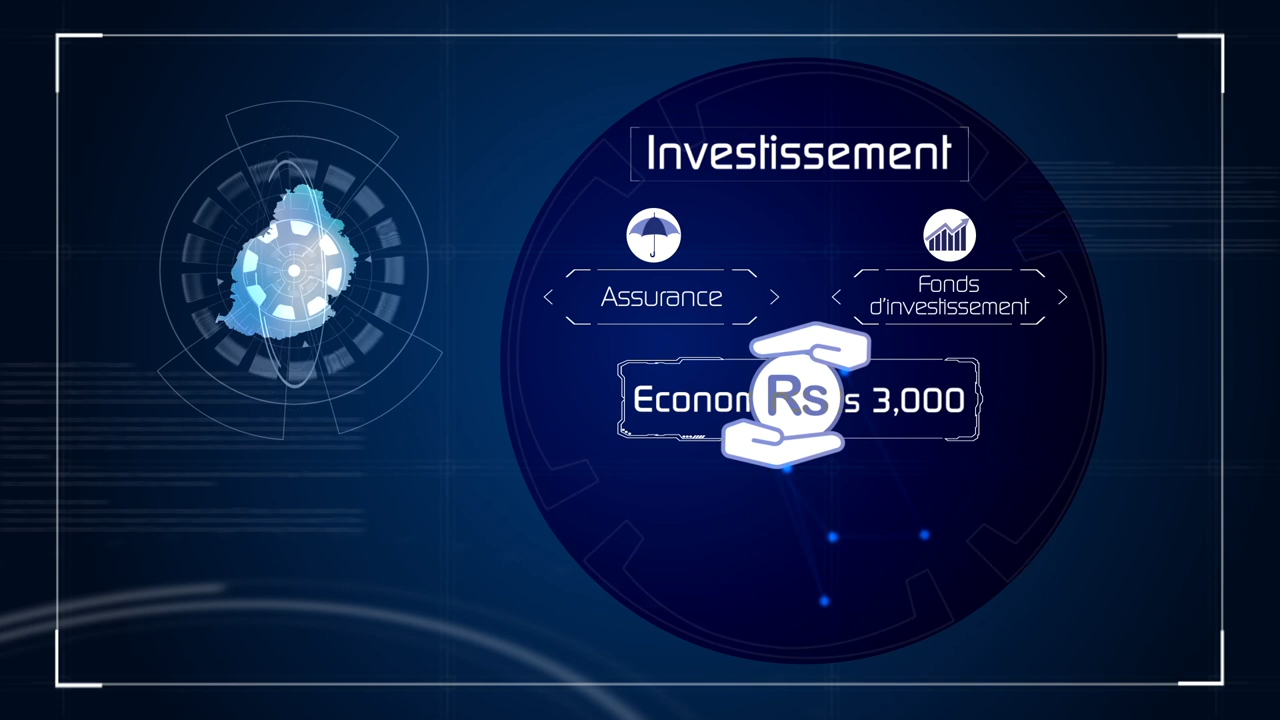 Investissement
Assurance
Fonds
d'investissement
Rs
3,000